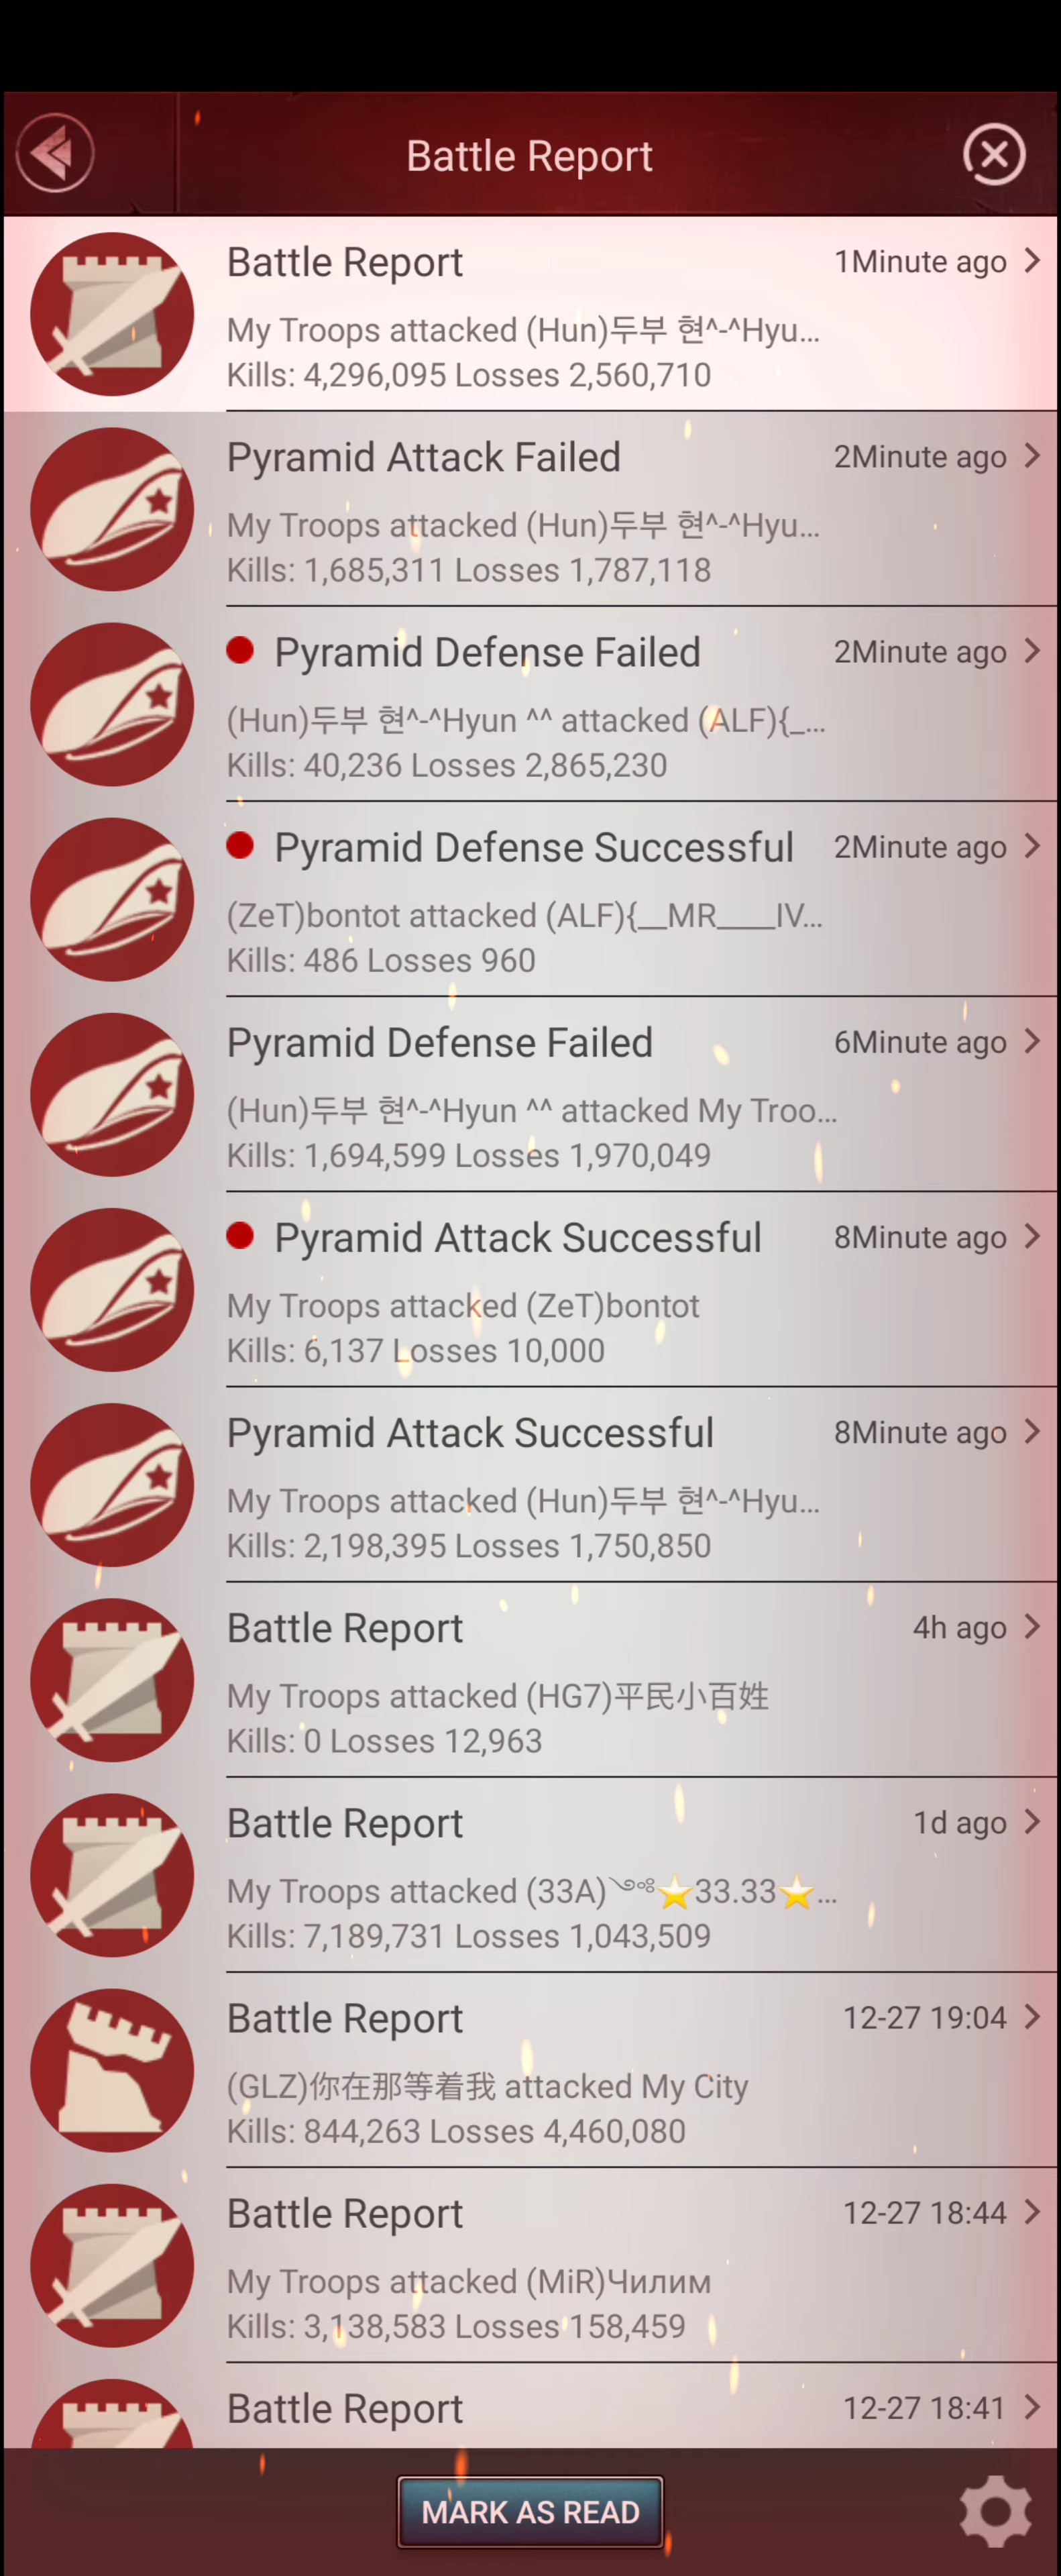 Battle Report
Battle Report 1Minute ago
My Troops attacked (Hun)두부 현^-^Hyu...
Kills: 4,296,095 Losses 2,560,710
Pyramid Attack Failed 2Minute ago
My Troops attacked (Hun)두부 현^-^Hyu...
Kills: 1,685,311 Losses 1,787,118
Pyramid Defense Failed 2Minute ago
(Hun)두부 현^-^Hyun ^^ attacked (ALF){_...
Kills: 40,236 Losses 2,865,230
Pyramid Defense Successful 2Minute ago
(ZeT)bontot attacked (ALF){__MR____IV...
Kills: 486 Losses 960
Pyramid Defense Failed 6Minute ago
(Hun)두부 현^-^Hyun ^^ attacked My Troo...
Kills: 1,694,599 Losses 1,970,049
Pyramid Attack Successful 8Minute ago
My Troops attacked (ZeT)bontot
Kills: 6,137 Losses 10,000
Pyramid Attack Successful 8Minute ago
My Troops attacked (Hun)두부 현^-^Hyu...
Kills: 2,198,395 Losses 1,750,850
Battle Report 4h ago
My Troops attacked (HG7)平民小百姓
Kills: 0 Losses 12,963
Battle Report 1d ago
My Troops attacked (33A)༄⭐33.33⭐...
Kills: 7,189,731 Losses 1,043,509
Battle Report 12-27 19:04
(GLZ)你在那等着我 attacked My City
Kills: 844,263 Losses 4,460,080
Battle Report 12-27 18:44
My Troops attacked (MiR)Чилим
Kills: 3,138,583 Losses 158,459
Battle Report 12-27 18:41
MARK AS READ